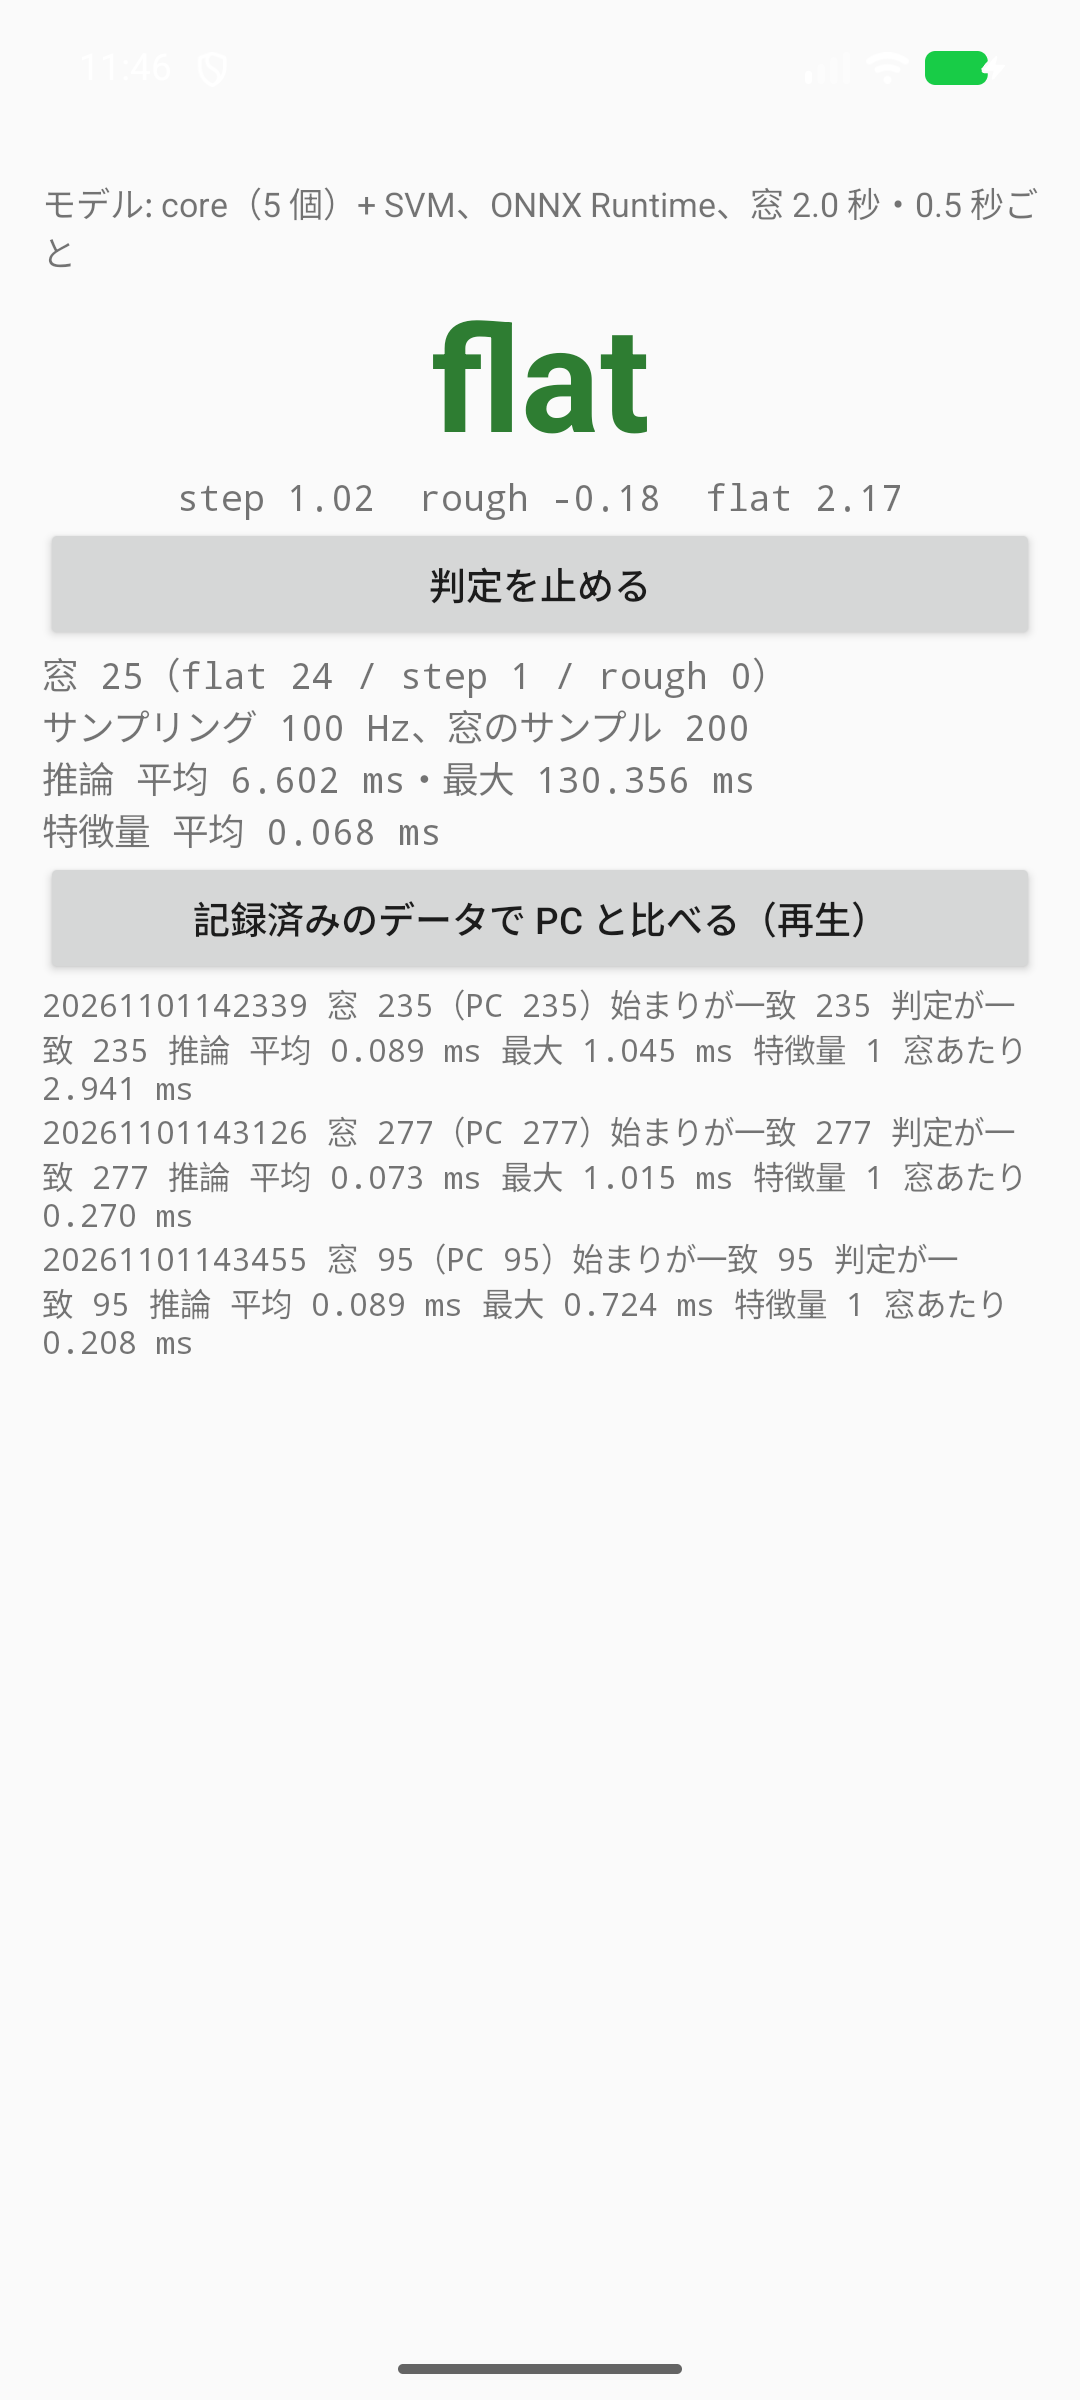 11:46
モデル: core（5 個）+ SVM、ONNX Runtime、窓 2.0 秒・0.5 秒ご
と
flat
step 1.02  rough -0.18  flat 2.17
判定を止める
窓 25（flat 24 / step 1 / rough 0）
サンプリング 100 Hz、窓のサンプル 200
推論 平均 6.602 ms・最大 130.356 ms
特徴量 平均 0.068 ms
記録済みのデータで PC と比べる（再生）
20261101142339 窓 235（PC 235）始まりが一致 235 判定が一
致 235 推論 平均 0.089 ms 最大 1.045 ms 特徴量 1 窓あたり
2.941 ms
20261101143126 窓 277（PC 277）始まりが一致 277 判定が一
致 277 推論 平均 0.073 ms 最大 1.015 ms 特徴量 1 窓あたり
0.270 ms
20261101143455 窓 95（PC 95）始まりが一致 95 判定が一
致 95 推論 平均 0.089 ms 最大 0.724 ms 特徴量 1 窓あたり
0.208 ms